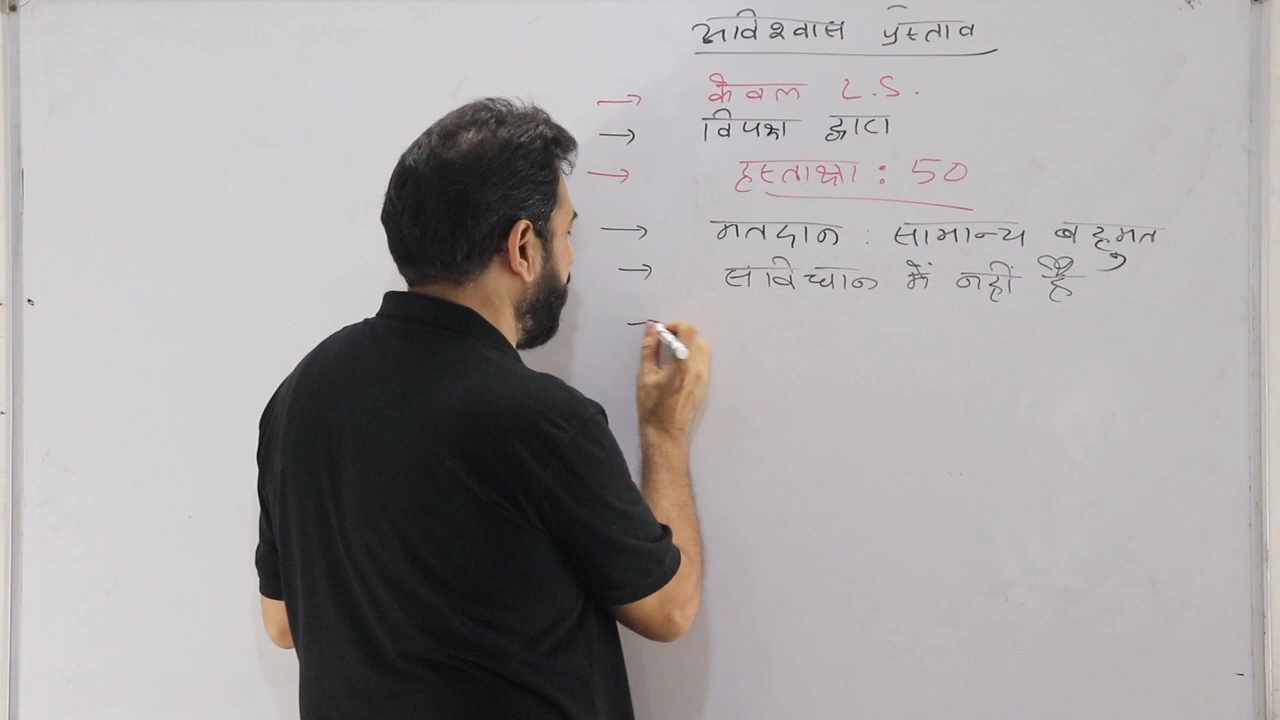 अविश्वास प्रस्ताव
→ केवल L.S.
→ विपक्ष द्वारा
→ हस्ताक्षर : 50
→ मतदान : सामान्य बहुमत
→ संविधान में नहीं है
→